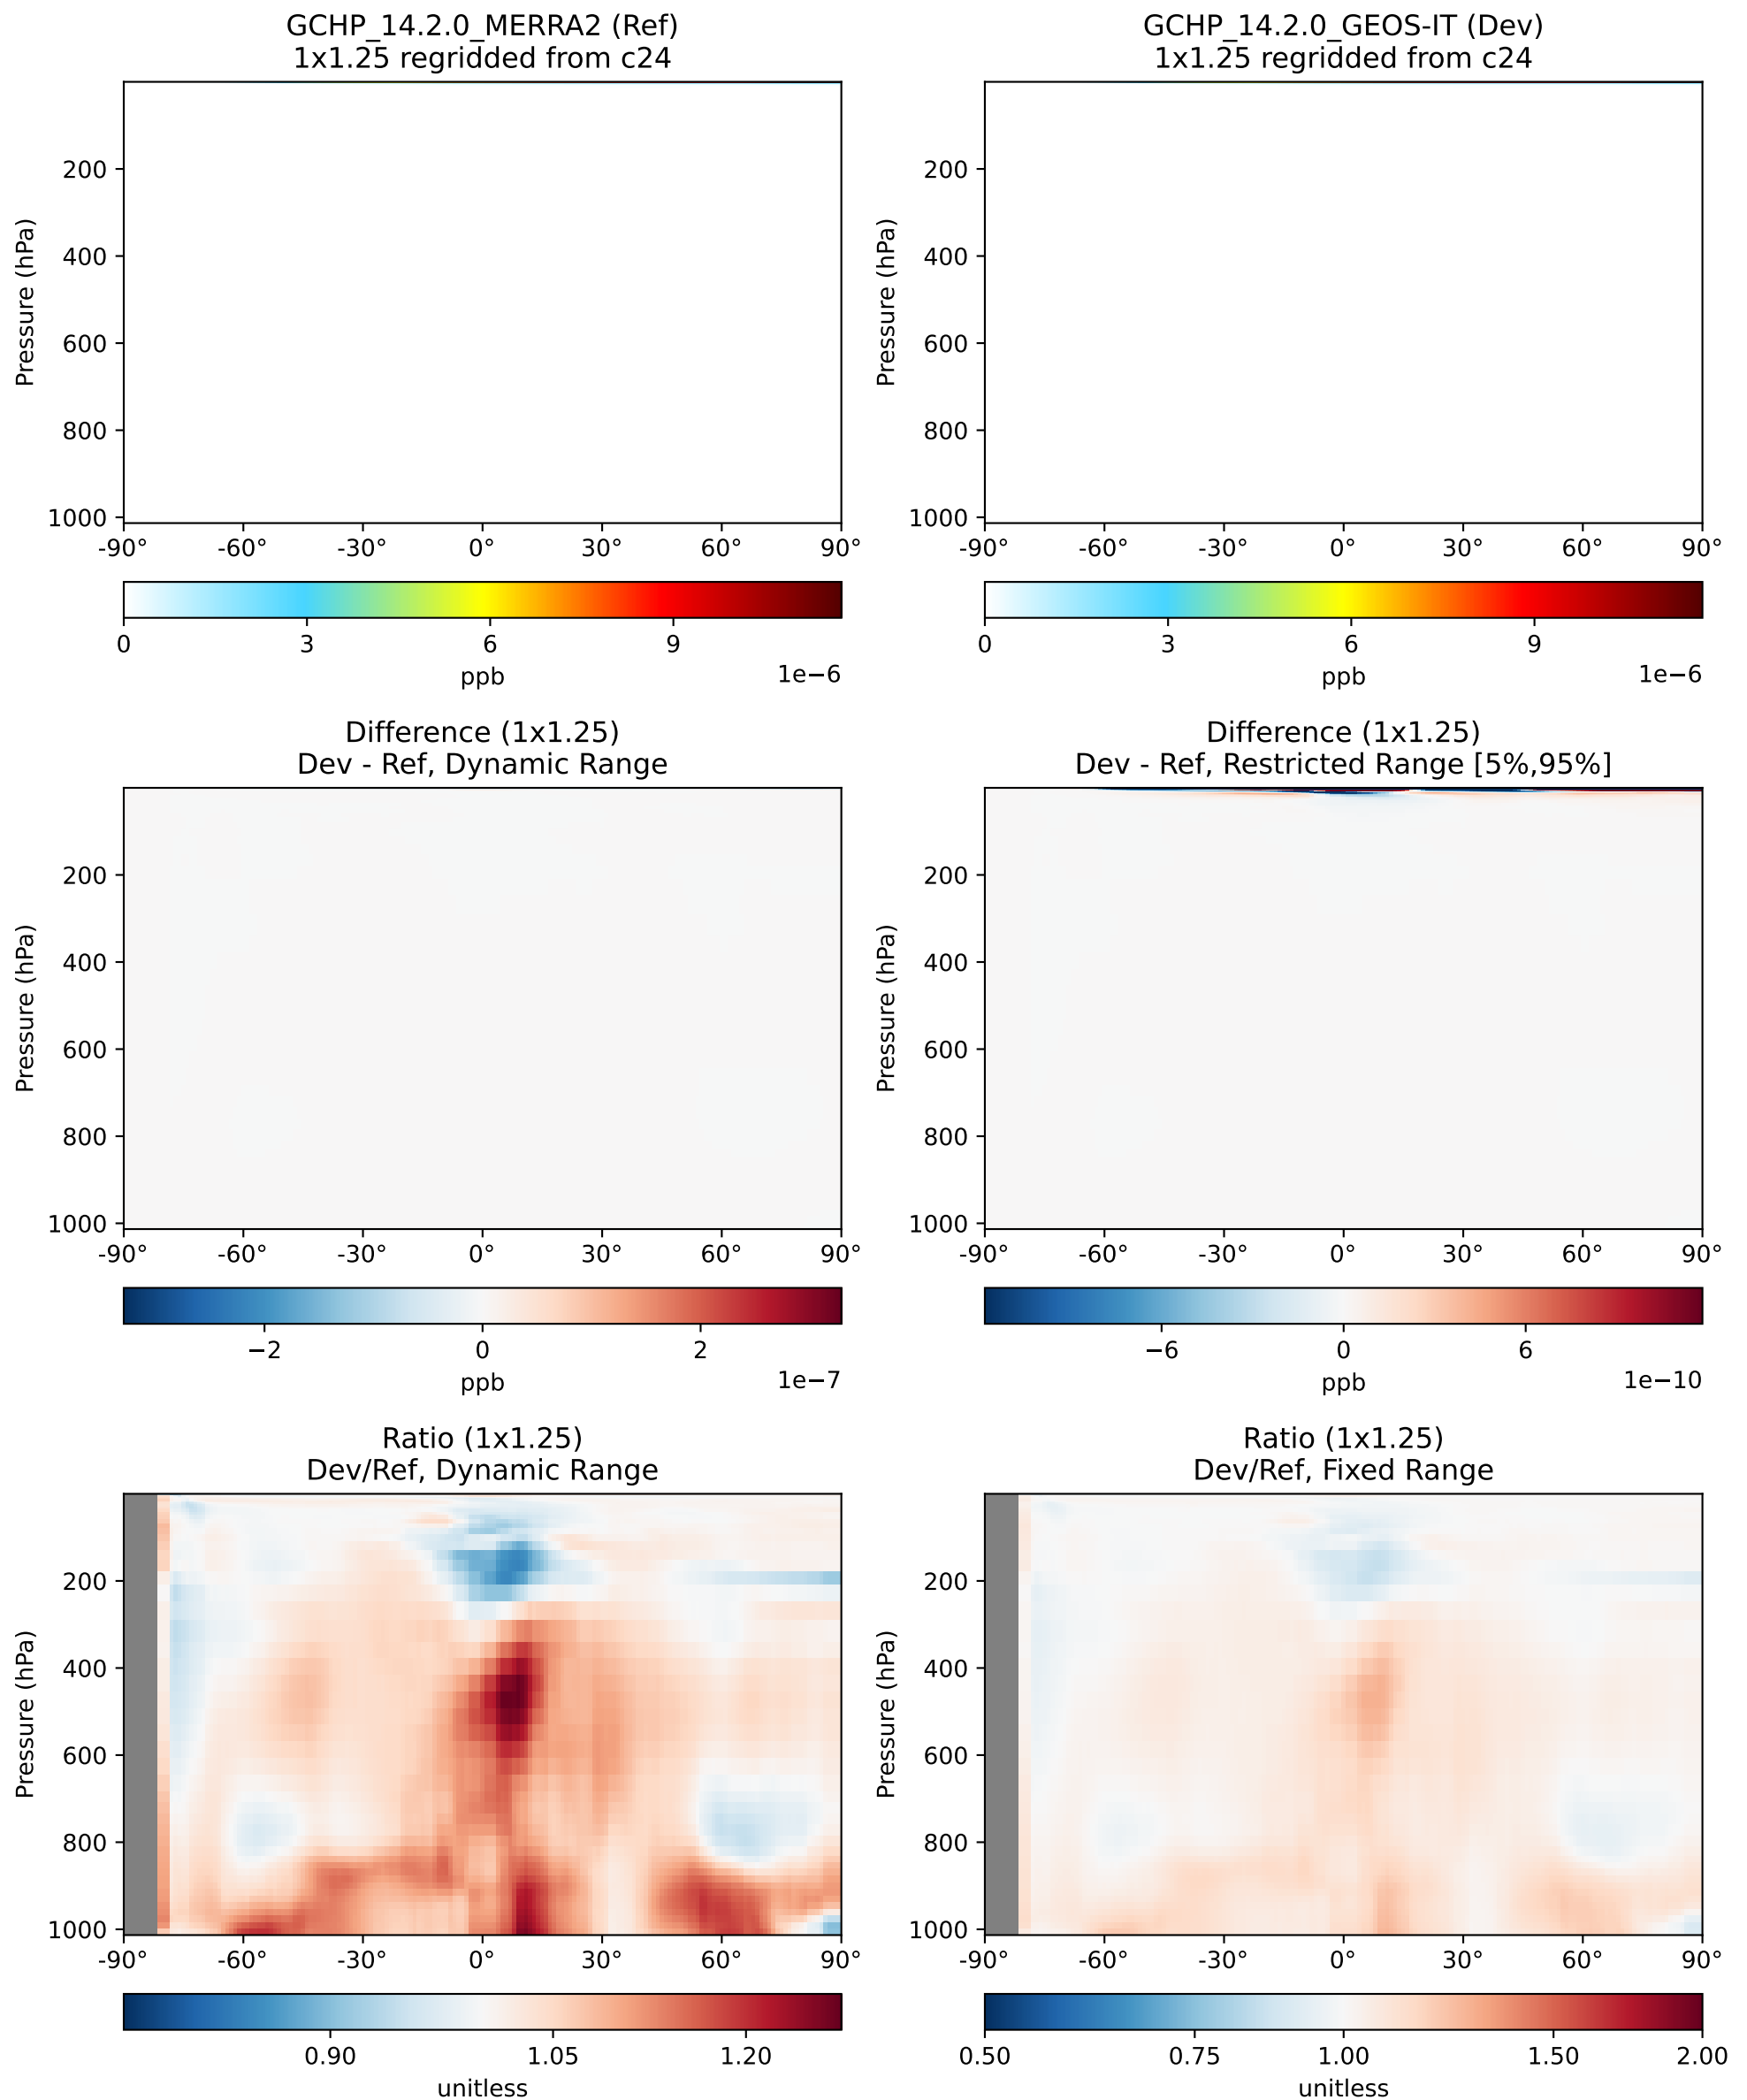 GCHP_14.2.0_MERRA2 (Ref)
1x1.25 regridded from c24
200
400
600
800
1000
Pressure (hPa)
-90° -60° -30° 0° 30° 60° 90°
0 3 6 9
1e−6
ppb
GCHP_14.2.0_GEOS-IT (Dev)
1x1.25 regridded from c24
200
400
600
800
1000
Pressure (hPa)
-90° -60° -30° 0° 30° 60° 90°
0 3 6 9
1e−6
ppb
Difference (1x1.25)
Dev - Ref, Dynamic Range
200
400
600
800
1000
Pressure (hPa)
-90° -60° -30° 0° 30° 60° 90°
−2 0 2
1e−7
ppb
Difference (1x1.25)
Dev - Ref, Restricted Range [5%,95%]
200
400
600
800
1000
Pressure (hPa)
-90° -60° -30° 0° 30° 60° 90°
−6 0 6
1e−10
ppb
Ratio (1x1.25)
Dev/Ref, Dynamic Range
200
400
600
800
1000
Pressure (hPa)
-90° -60° -30° 0° 30° 60° 90°
0.90 1.05 1.20
unitless
Ratio (1x1.25)
Dev/Ref, Fixed Range
200
400
600
800
1000
Pressure (hPa)
-90° -60° -30° 0° 30° 60° 90°
0.50 0.75 1.00 1.50 2.00
unitless